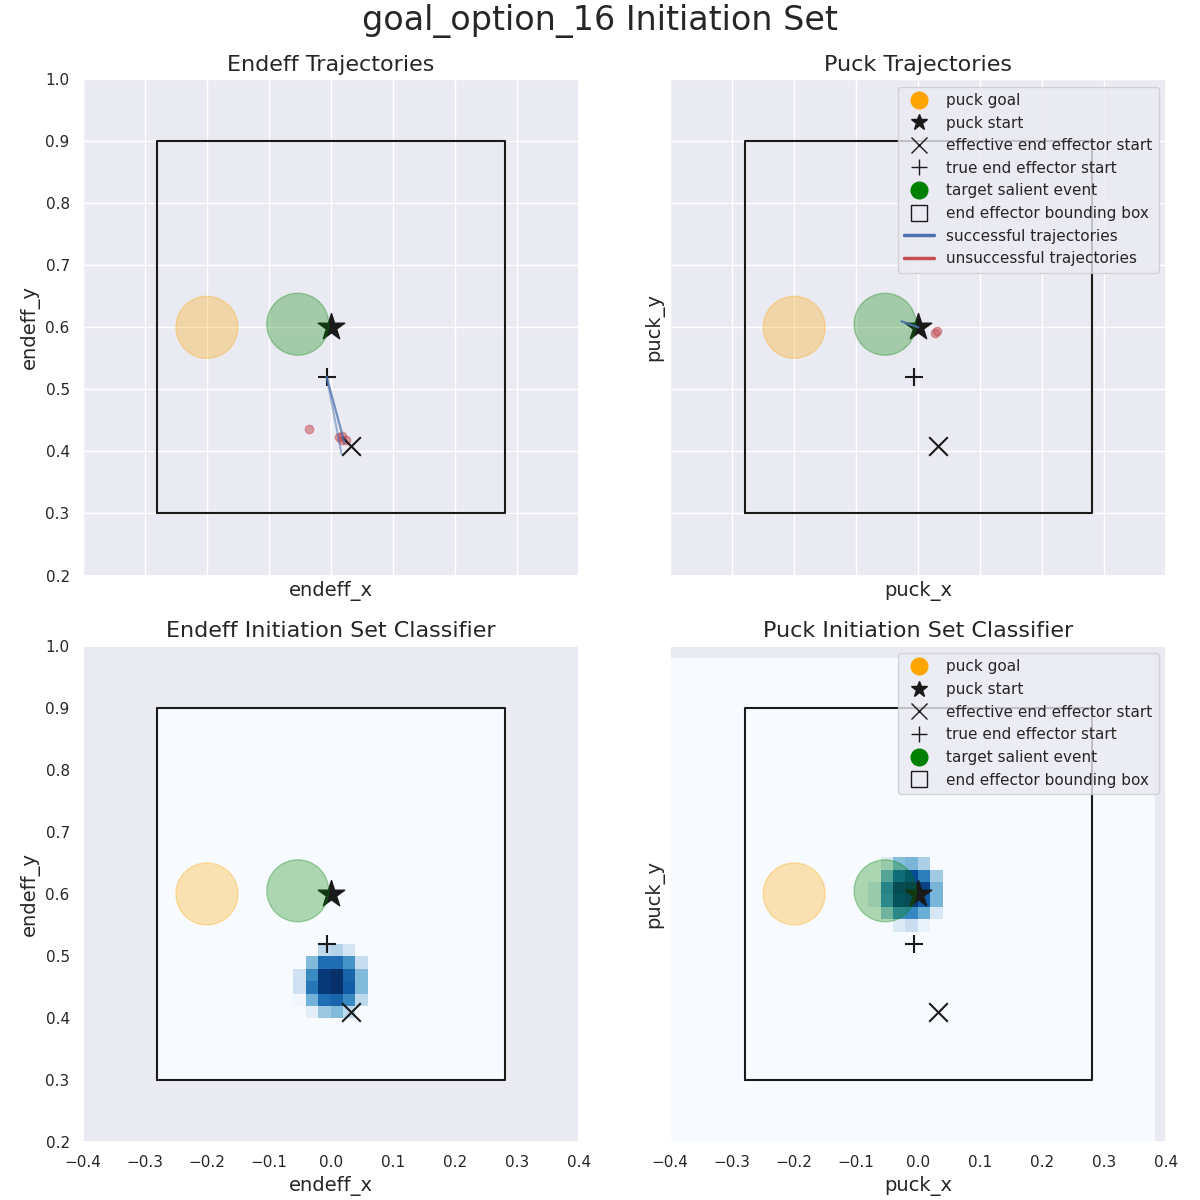 goal_option_16 Initiation Set
Endeff Trajectories
1.0
0.9
0.8
0.7
0.6
0.5
0.4
0.3
0.2
endeff_y
endeff_x
Puck Trajectories
puck goal
puck start
effective end effector start
true end effector start
target salient event
end effector bounding box
successful trajectories
unsuccessful trajectories
puck_y
puck_x
Endeff Initiation Set Classifier
1.0
0.9
0.8
0.7
0.6
0.5
0.4
0.3
0.2
endeff_y
−0.4 −0.3 −0.2 −0.1 0.0 0.1 0.2 0.3 0.4
endeff_x
Puck Initiation Set Classifier
puck goal
puck start
effective end effector start
true end effector start
target salient event
end effector bounding box
puck_y
−0.4 −0.3 −0.2 −0.1 0.0 0.1 0.2 0.3 0.4
puck_x